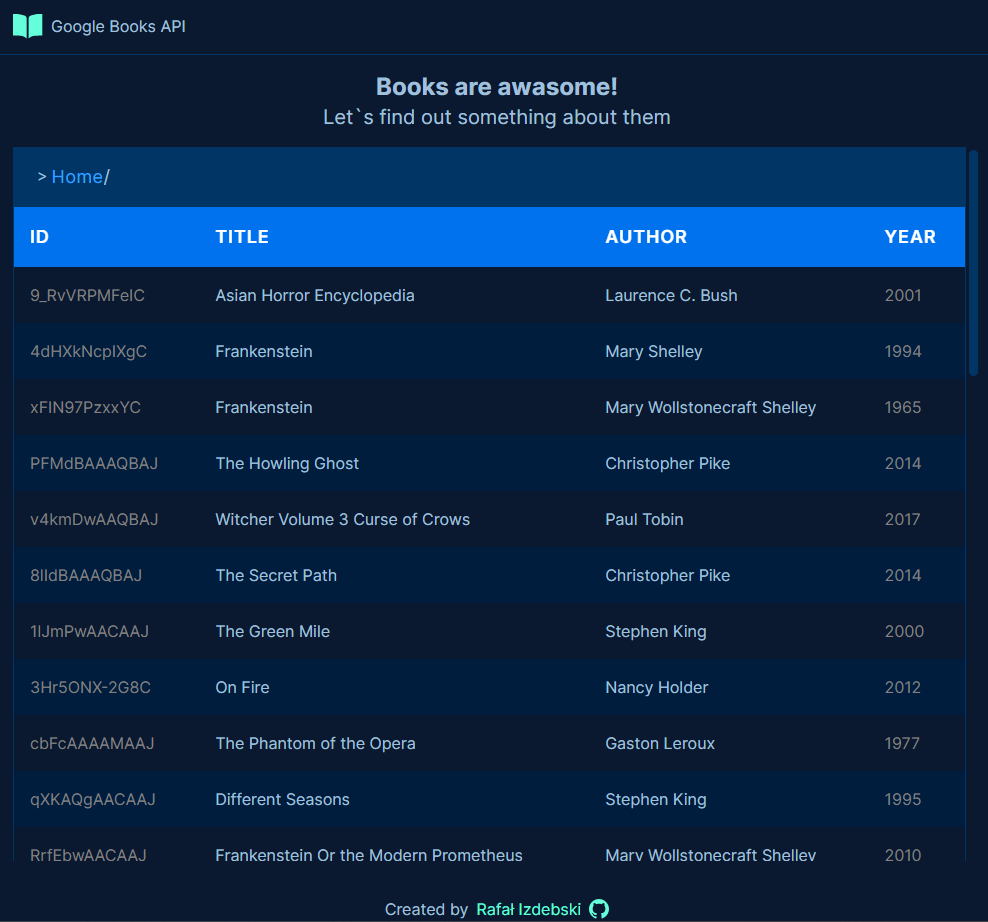 Google Books API
Books are awasome!
Let`s find out something about them
> Home/
ID TITLE AUTHOR YEAR
9_RvVRPMFeIC Asian Horror Encyclopedia Laurence C. Bush 2001
4dHXkNcpIXgC Frankenstein Mary Shelley 1994
xFIN97PzxxYC Frankenstein Mary Wollstonecraft Shelley 1965
PFMdBAAAQBAJ The Howling Ghost Christopher Pike 2014
v4kmDwAAQBAJ Witcher Volume 3 Curse of Crows Paul Tobin 2017
8IIdBAAAQBAJ The Secret Path Christopher Pike 2014
1lJmPwAACAAJ The Green Mile Stephen King 2000
3Hr5ONX-2G8C On Fire Nancy Holder 2012
cbFcAAAAMAAJ The Phantom of the Opera Gaston Leroux 1977
qXKAQgAACAAJ Different Seasons Stephen King 1995
RrfEbwAACAAJ Frankenstein Or the Modern Prometheus Mary Wollstonecraft Shelley 2010
Created by Rafał Izdebski